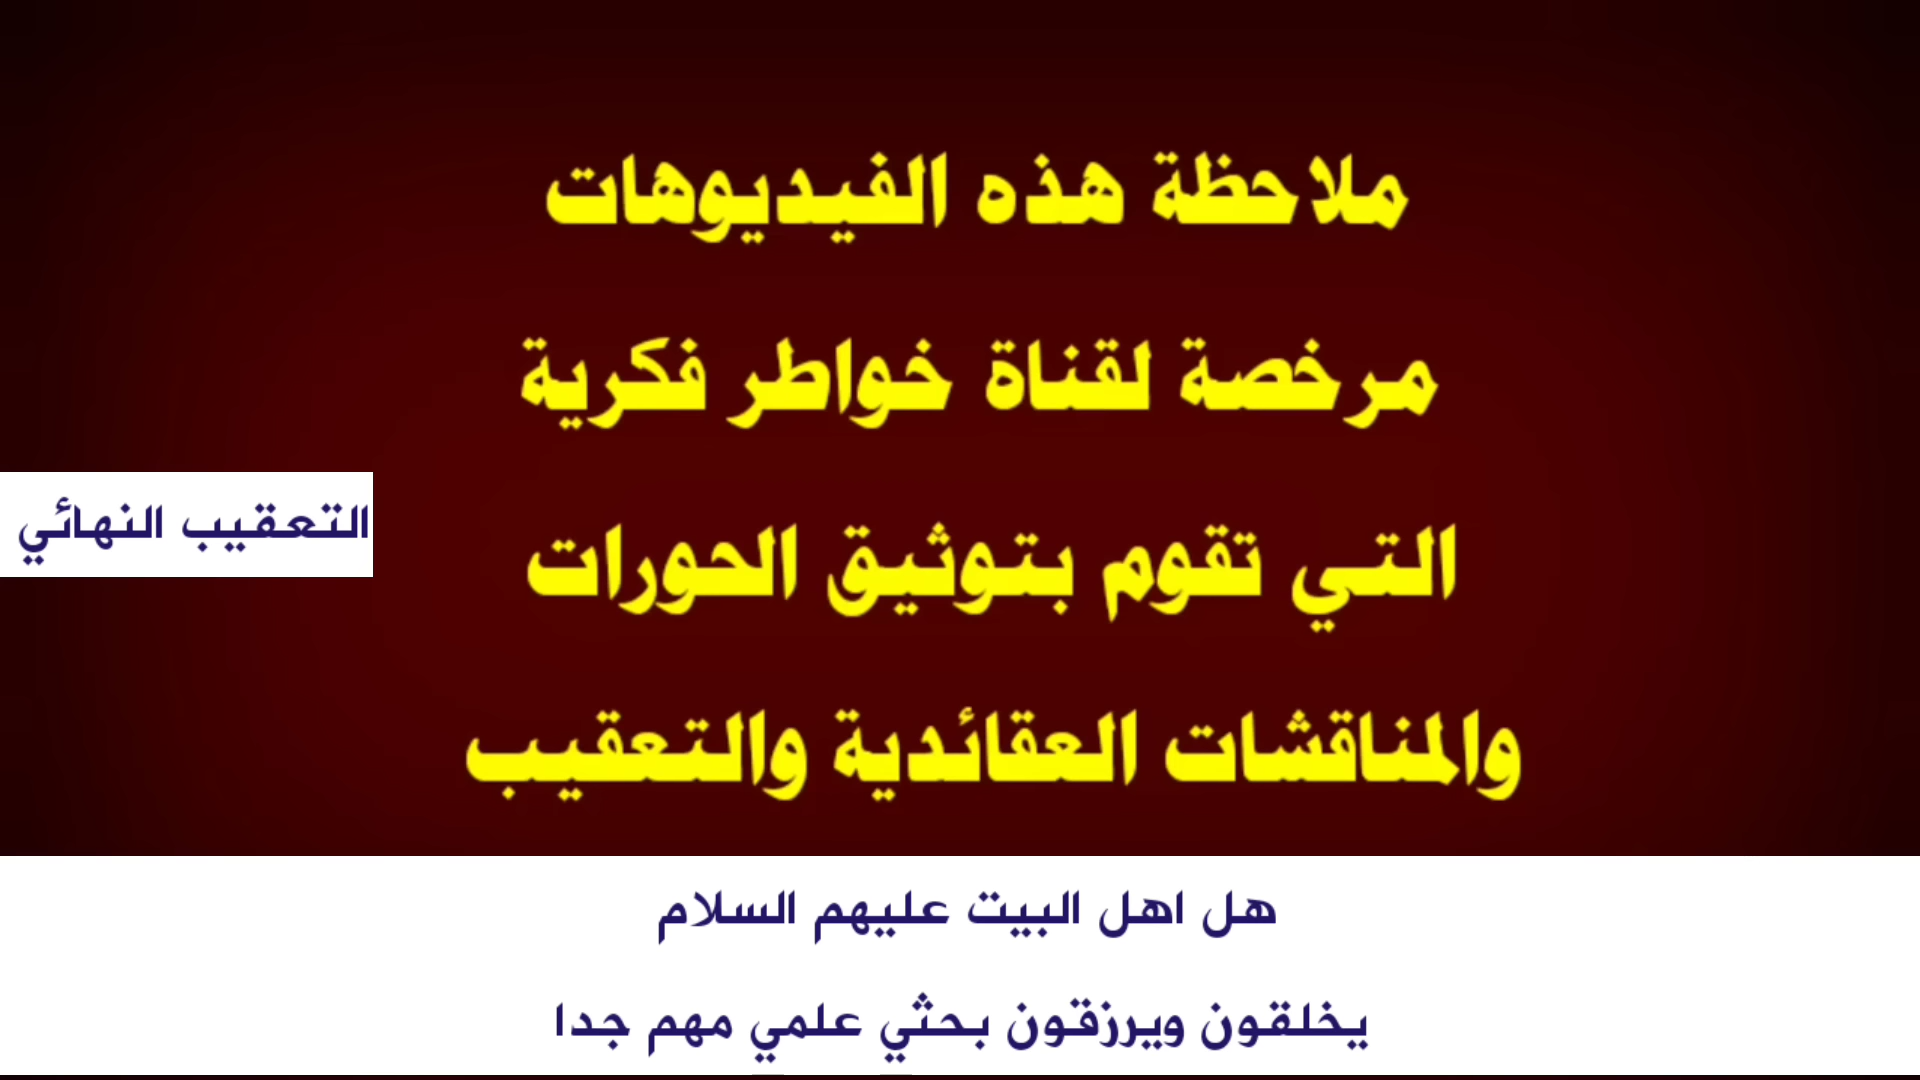 ملاحظة هذه الفيديوهات
مرخصة لقناة خواطر فكرية
التعقيب النهائي
التي تقوم بتوثيق الحورات
والمناقشات العقائدية والتعقيب
هل اهل البيت عليهم السلام
يخلقون ويرزقون بحثي علمي مهم جدا